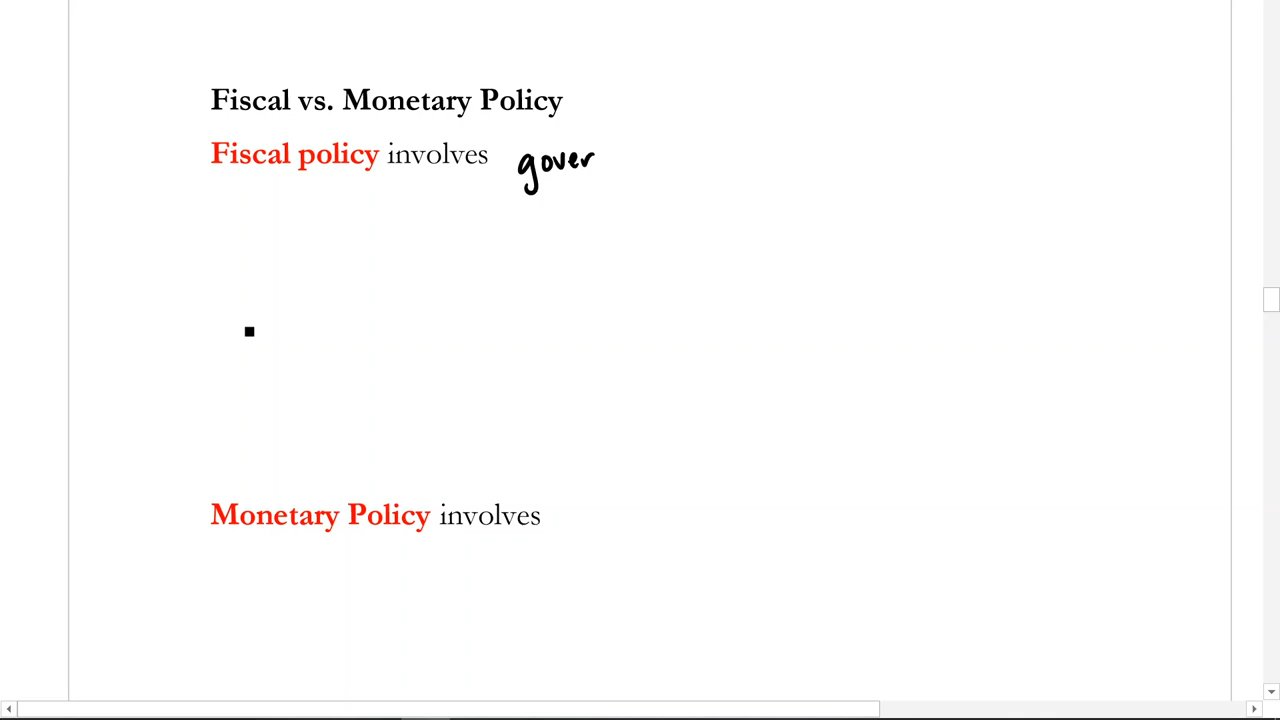 Fiscal vs. Monetary Policy
Fiscal policy involves gover
Monetary Policy involves